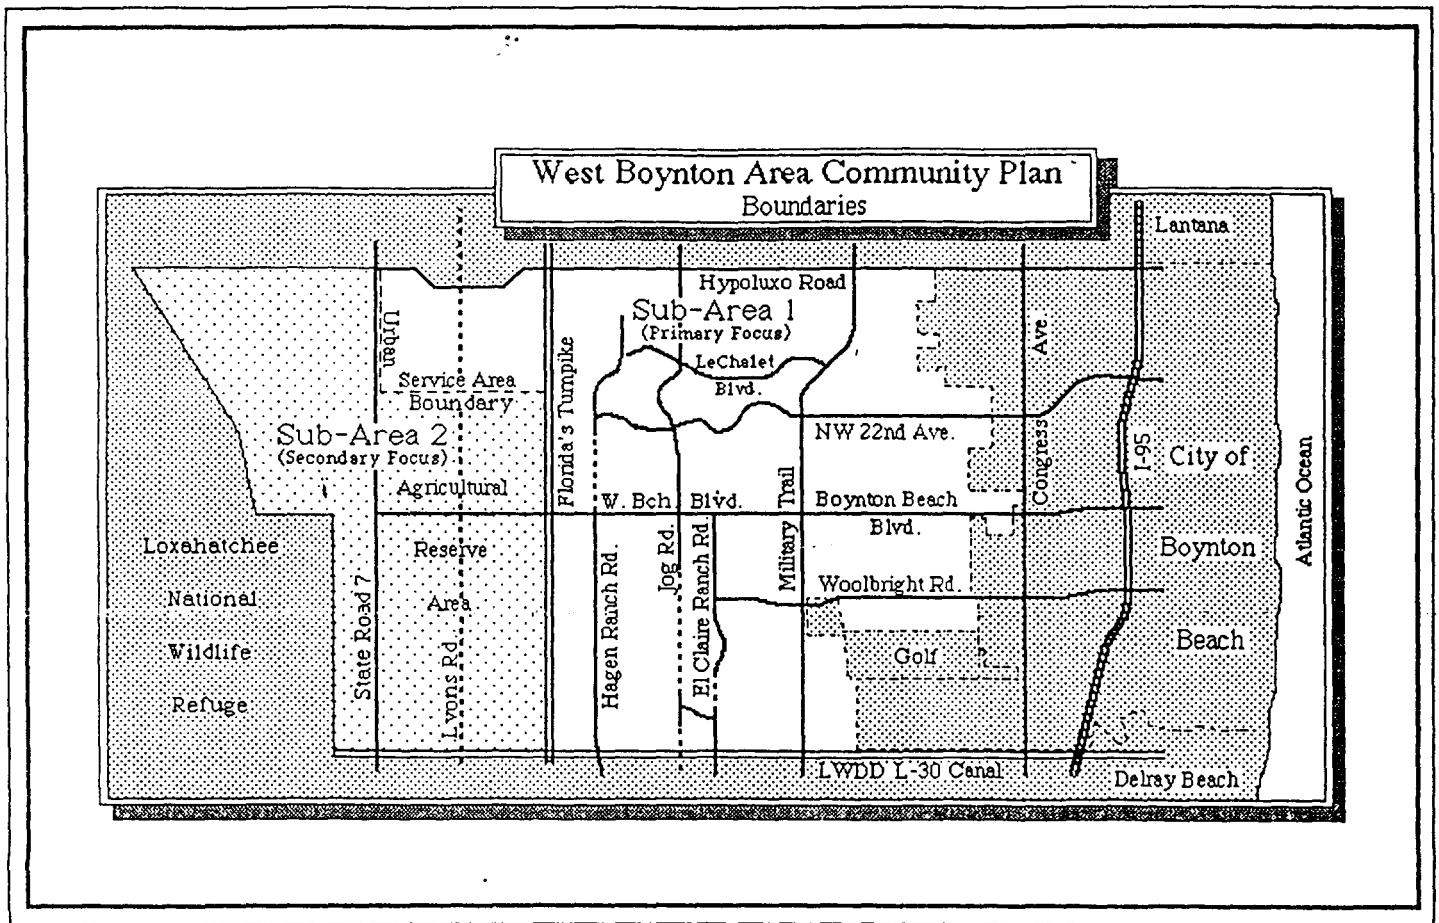 West Boynton Area Community Plan
Boundaries
Lantana
Hypoluxo Road
Sub-Area 1
(Primary Focus)
Urban
Service Area
Boundary
LeChalet
Blvd.
Florida's Turnpike
Congress Ave.
NW 22nd Ave.
Sub-Area 2
(Secondary Focus)
I-95
City of
Boynton
Beach
Atlantic Ocean
Agricultural
Reserve
Area
W. Bch. Blvd.
Military Trail
Boynton Beach
Blvd.
Loxahatchee
National
Wildlife
Refuge
State Road 7
Lyons Rd
Hagen Ranch Rd.
Jog Rd.
El Claire Ranch Rd
Woolbright Rd.
Golf
LWDD L-30 Canal
Delray Beach